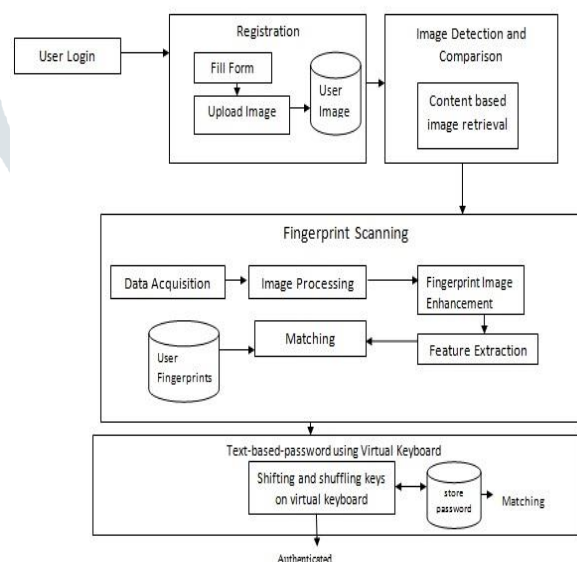 User Login
Registration
Fill Form
Upload Image
User
Image
Image Detection and
Comparison
Content based
image retrieval
Fingerprint Scanning
Data Acquisition
Image Processing
Fingerprint Image
Enhancement
User
Fingerprints
Matching
Feature Extraction
Text-based-password using Virtual Keyboard
Shifting and shuffling keys
on virtual keyboard
store
password
Matching
Authenticated